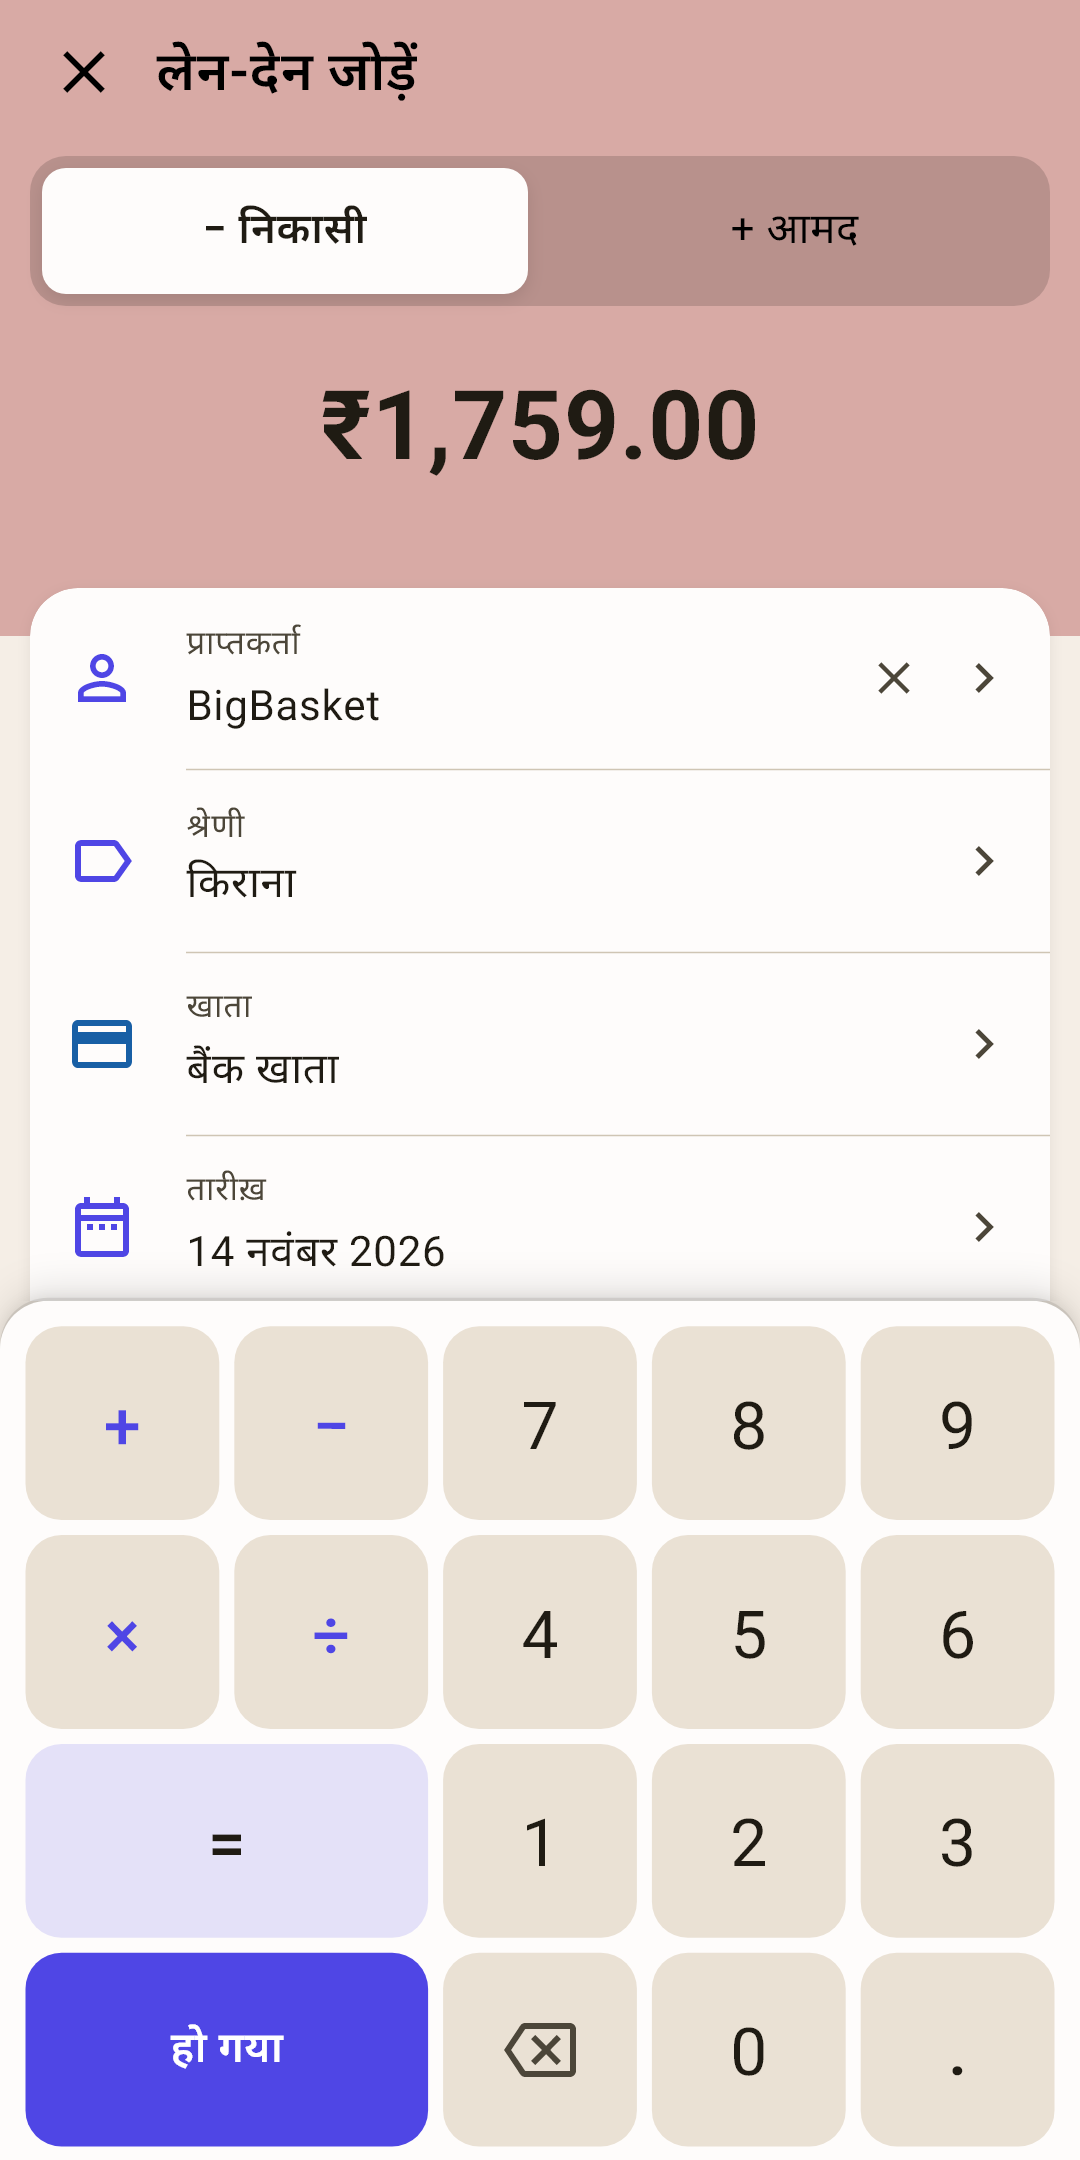 लेन-देन जोड़ें
− निकासी
+ आमद
₹1,759.00
प्राप्तकर्ता
BigBasket
श्रेणी
किराना
खाता
बैंक खाता
तारीख़
14 नवंबर 2026
+ − 7 8 9
× ÷ 4 5 6
= 1 2 3
हो गया 0 .